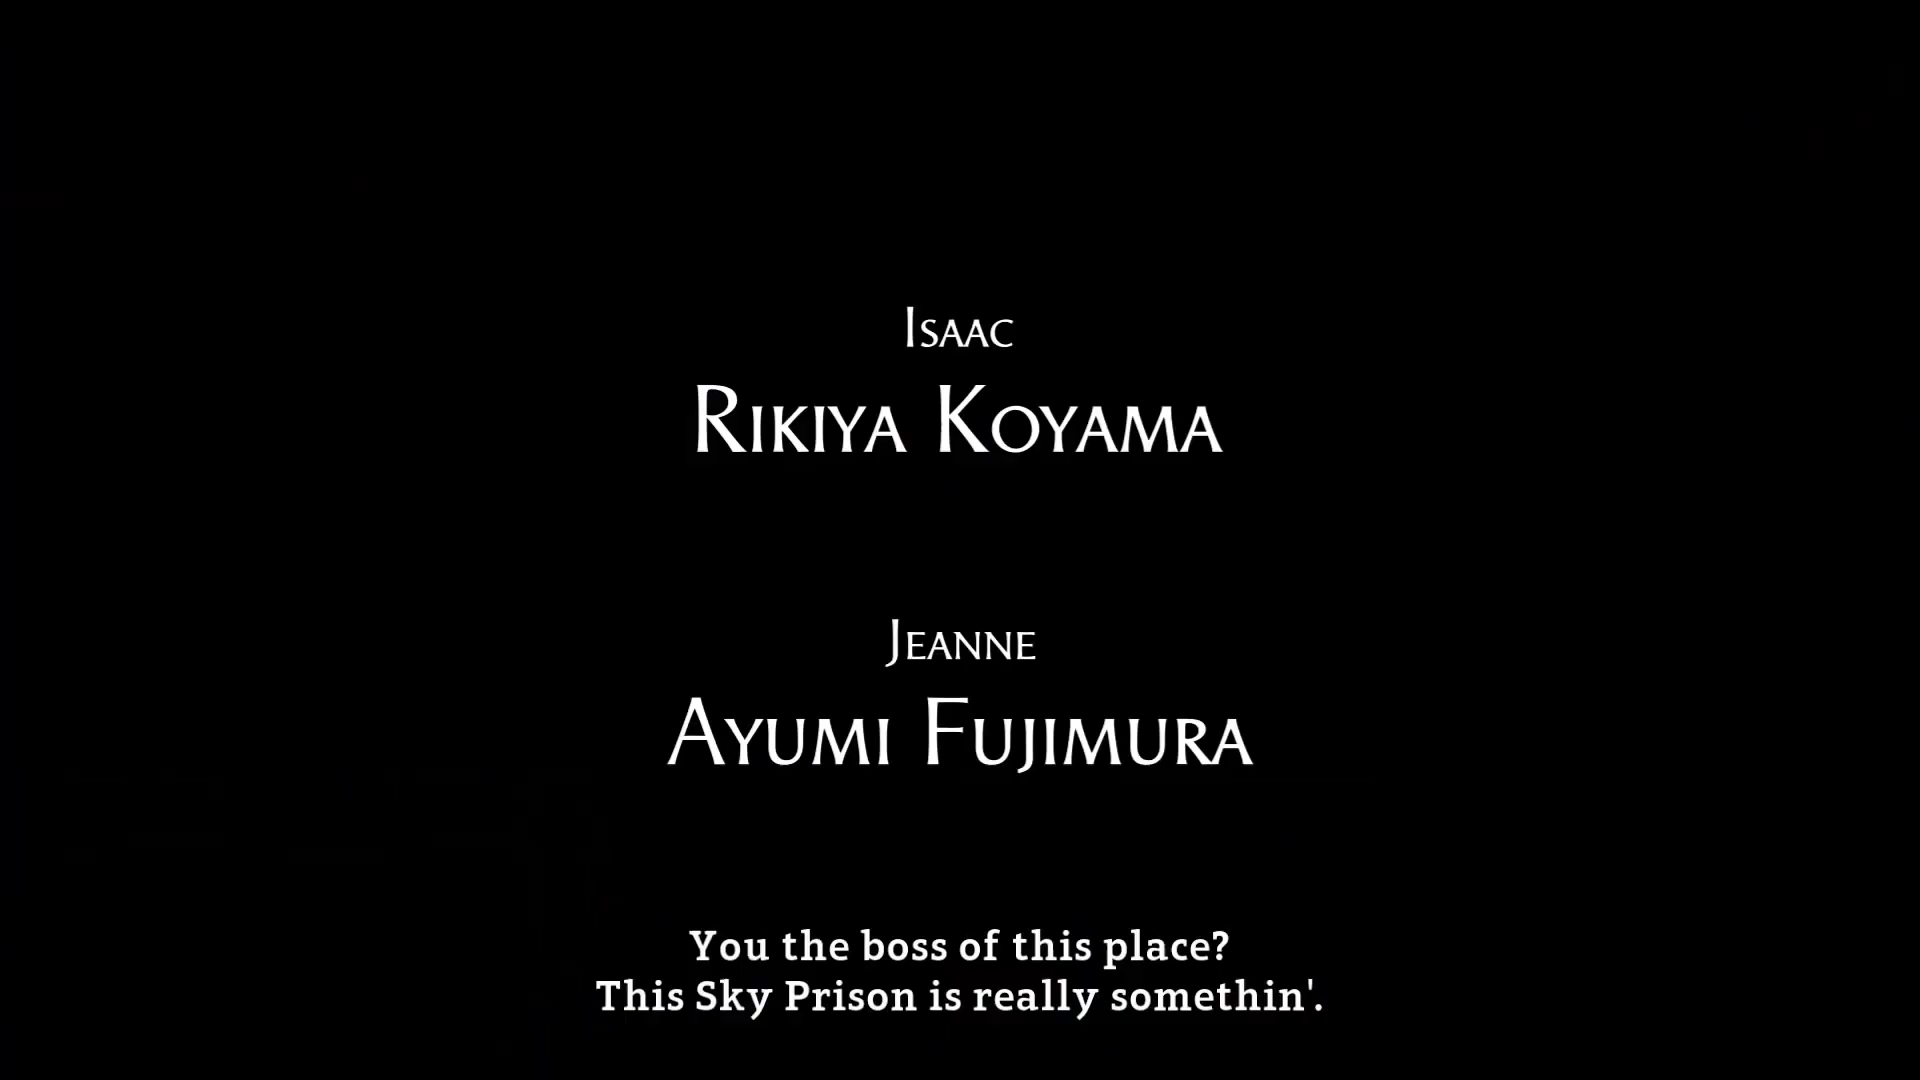 Isaac
Rikiya Koyama
Jeanne
Ayumi Fujimura
You the boss of this place?
This Sky Prison is really somethin'.